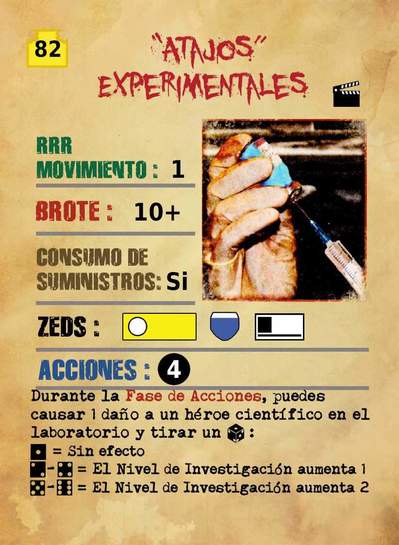 82
"ATAJOS"
EXPERIMENTALES
RRR
MOVIMIENTO : 1
BROTE : 10+
CONSUMO DE
SUMINISTROS: Si
ZEDS :
ACCIONES : 4
Durante la Fase de Acciones, puedes
causar 1 daño a un héroe científico en el
laboratorio y tirar un :
= Sin efecto
- = El Nivel de Investigación aumenta 1
- = El Nivel de Investigación aumenta 2